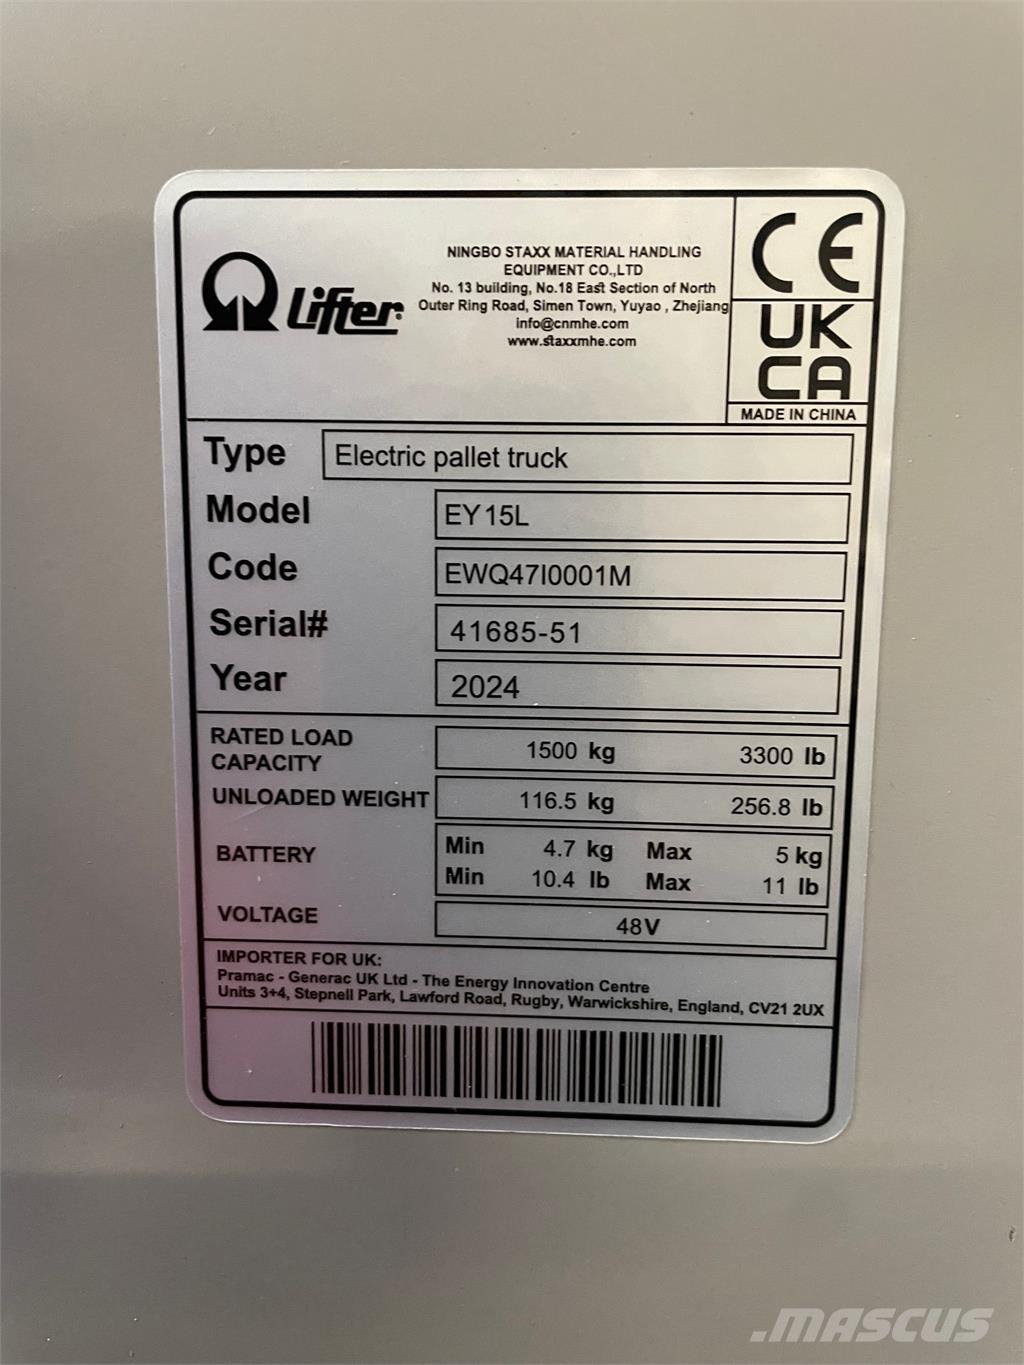 Lifter
NINGBO STAXX MATERIAL HANDLING
EQUIPMENT CO.,LTD
No. 13 building, No.18 East Section of North
Outer Ring Road, Simen Town, Yuyao , Zhejiang
info@cnmhe.com
www.staxxmhe.com
CE
UK
CA
MADE IN CHINA
Type Electric pallet truck
Model EY15L
Code EWQ47I0001M
Serial# 41685-51
Year 2024
RATED LOAD
CAPACITY 1500 kg 3300 lb
UNLOADED WEIGHT 116.5 kg 256.8 lb
BATTERY Min 4.7 kg Max 5 kg
Min 10.4 lb Max 11 lb
VOLTAGE 48V
IMPORTER FOR UK:
Pramac - Generac UK Ltd - The Energy Innovation Centre
Units 3+4, Stepnell Park, Lawford Road, Rugby, Warwickshire, England, CV21 2UX
.MASCUS